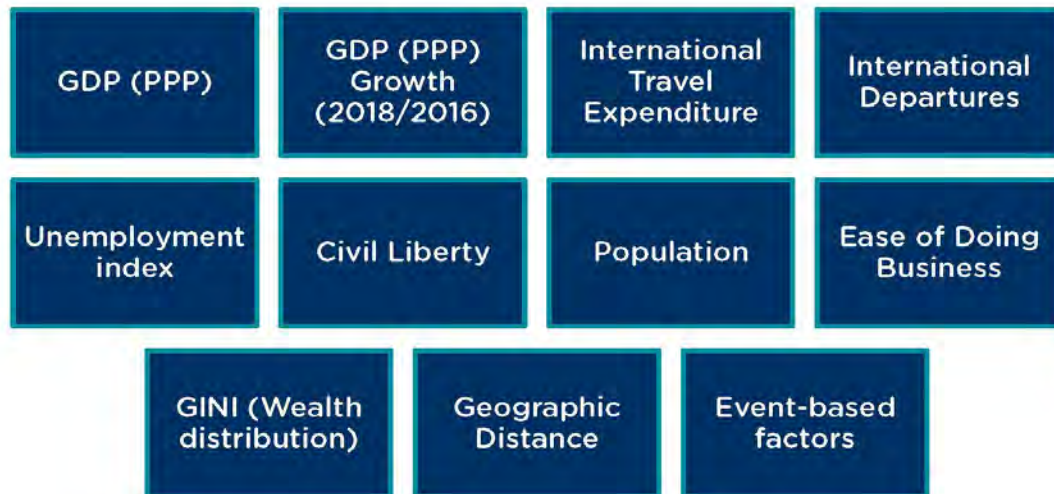 GDP (PPP)
GDP (PPP)
Growth
(2018/2016)
International
Travel
Expenditure
International
Departures
Unemployment
index
Civil Liberty
Population
Ease of Doing
Business
GINI (Wealth
distribution)
Geographic
Distance
Event-based
factors